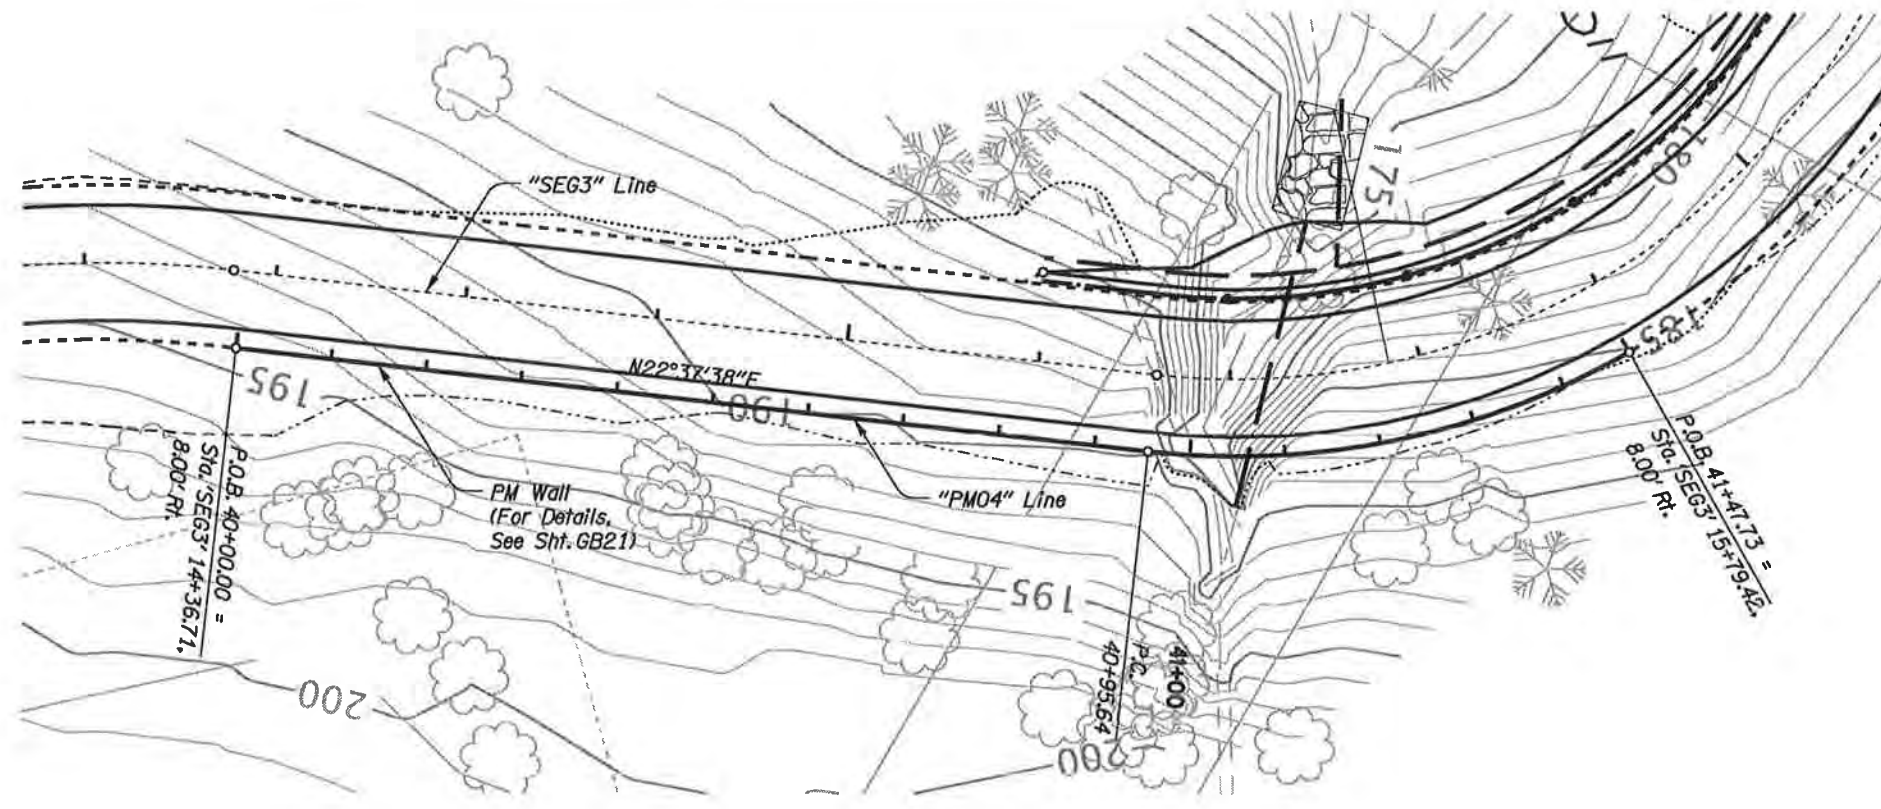 "SEG3" Line
175
180
185
N22°37'38"E
195
190
P.O.B. 40+00.00 =
Sta. 'SEG3' 14+36.71,
8.00' Rt.
PM Wall
(For Details,
See Sht. GB21)
"PM04" Line
P.O.B. 41+47.73 =
Sta. 'SEG3' 15+79.42,
8.00' Rt.
195
41+00
P.C.
40+95.64
200
200